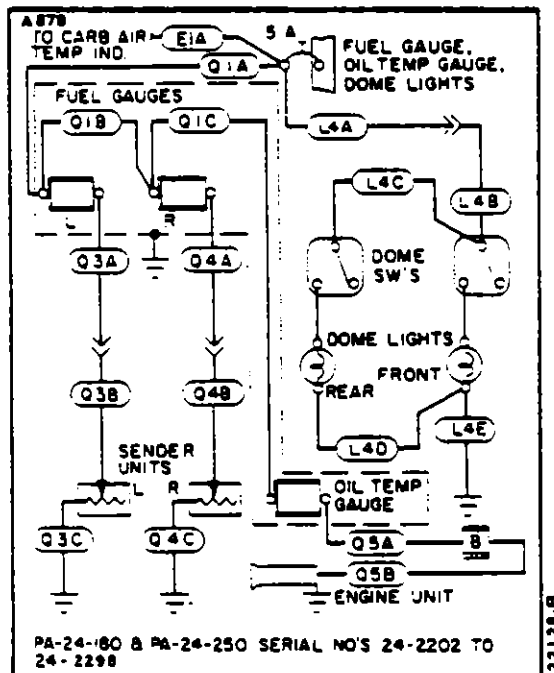 A878
TO CARB AIR
TEMP IND.
E1A
5 A
FUEL GAUGE,
OIL TEMP GAUGE,
DOME LIGHTS
Q1A
FUEL GAUGES
Q1B
Q1C
L4A
L4C
L4B
L
R
Q3A
Q4A
DOME
SW'S
DOME LIGHTS
FRONT
REAR
Q3B
Q4B
L4D
L4E
SENDER
UNITS
L
R
OIL TEMP
GAUGE
Q3C
Q4C
Q5A
B
Q5B
ENGINE UNIT
PA-24-180 & PA-24-250 SERIAL NO'S 24-2202 TO
24-2298